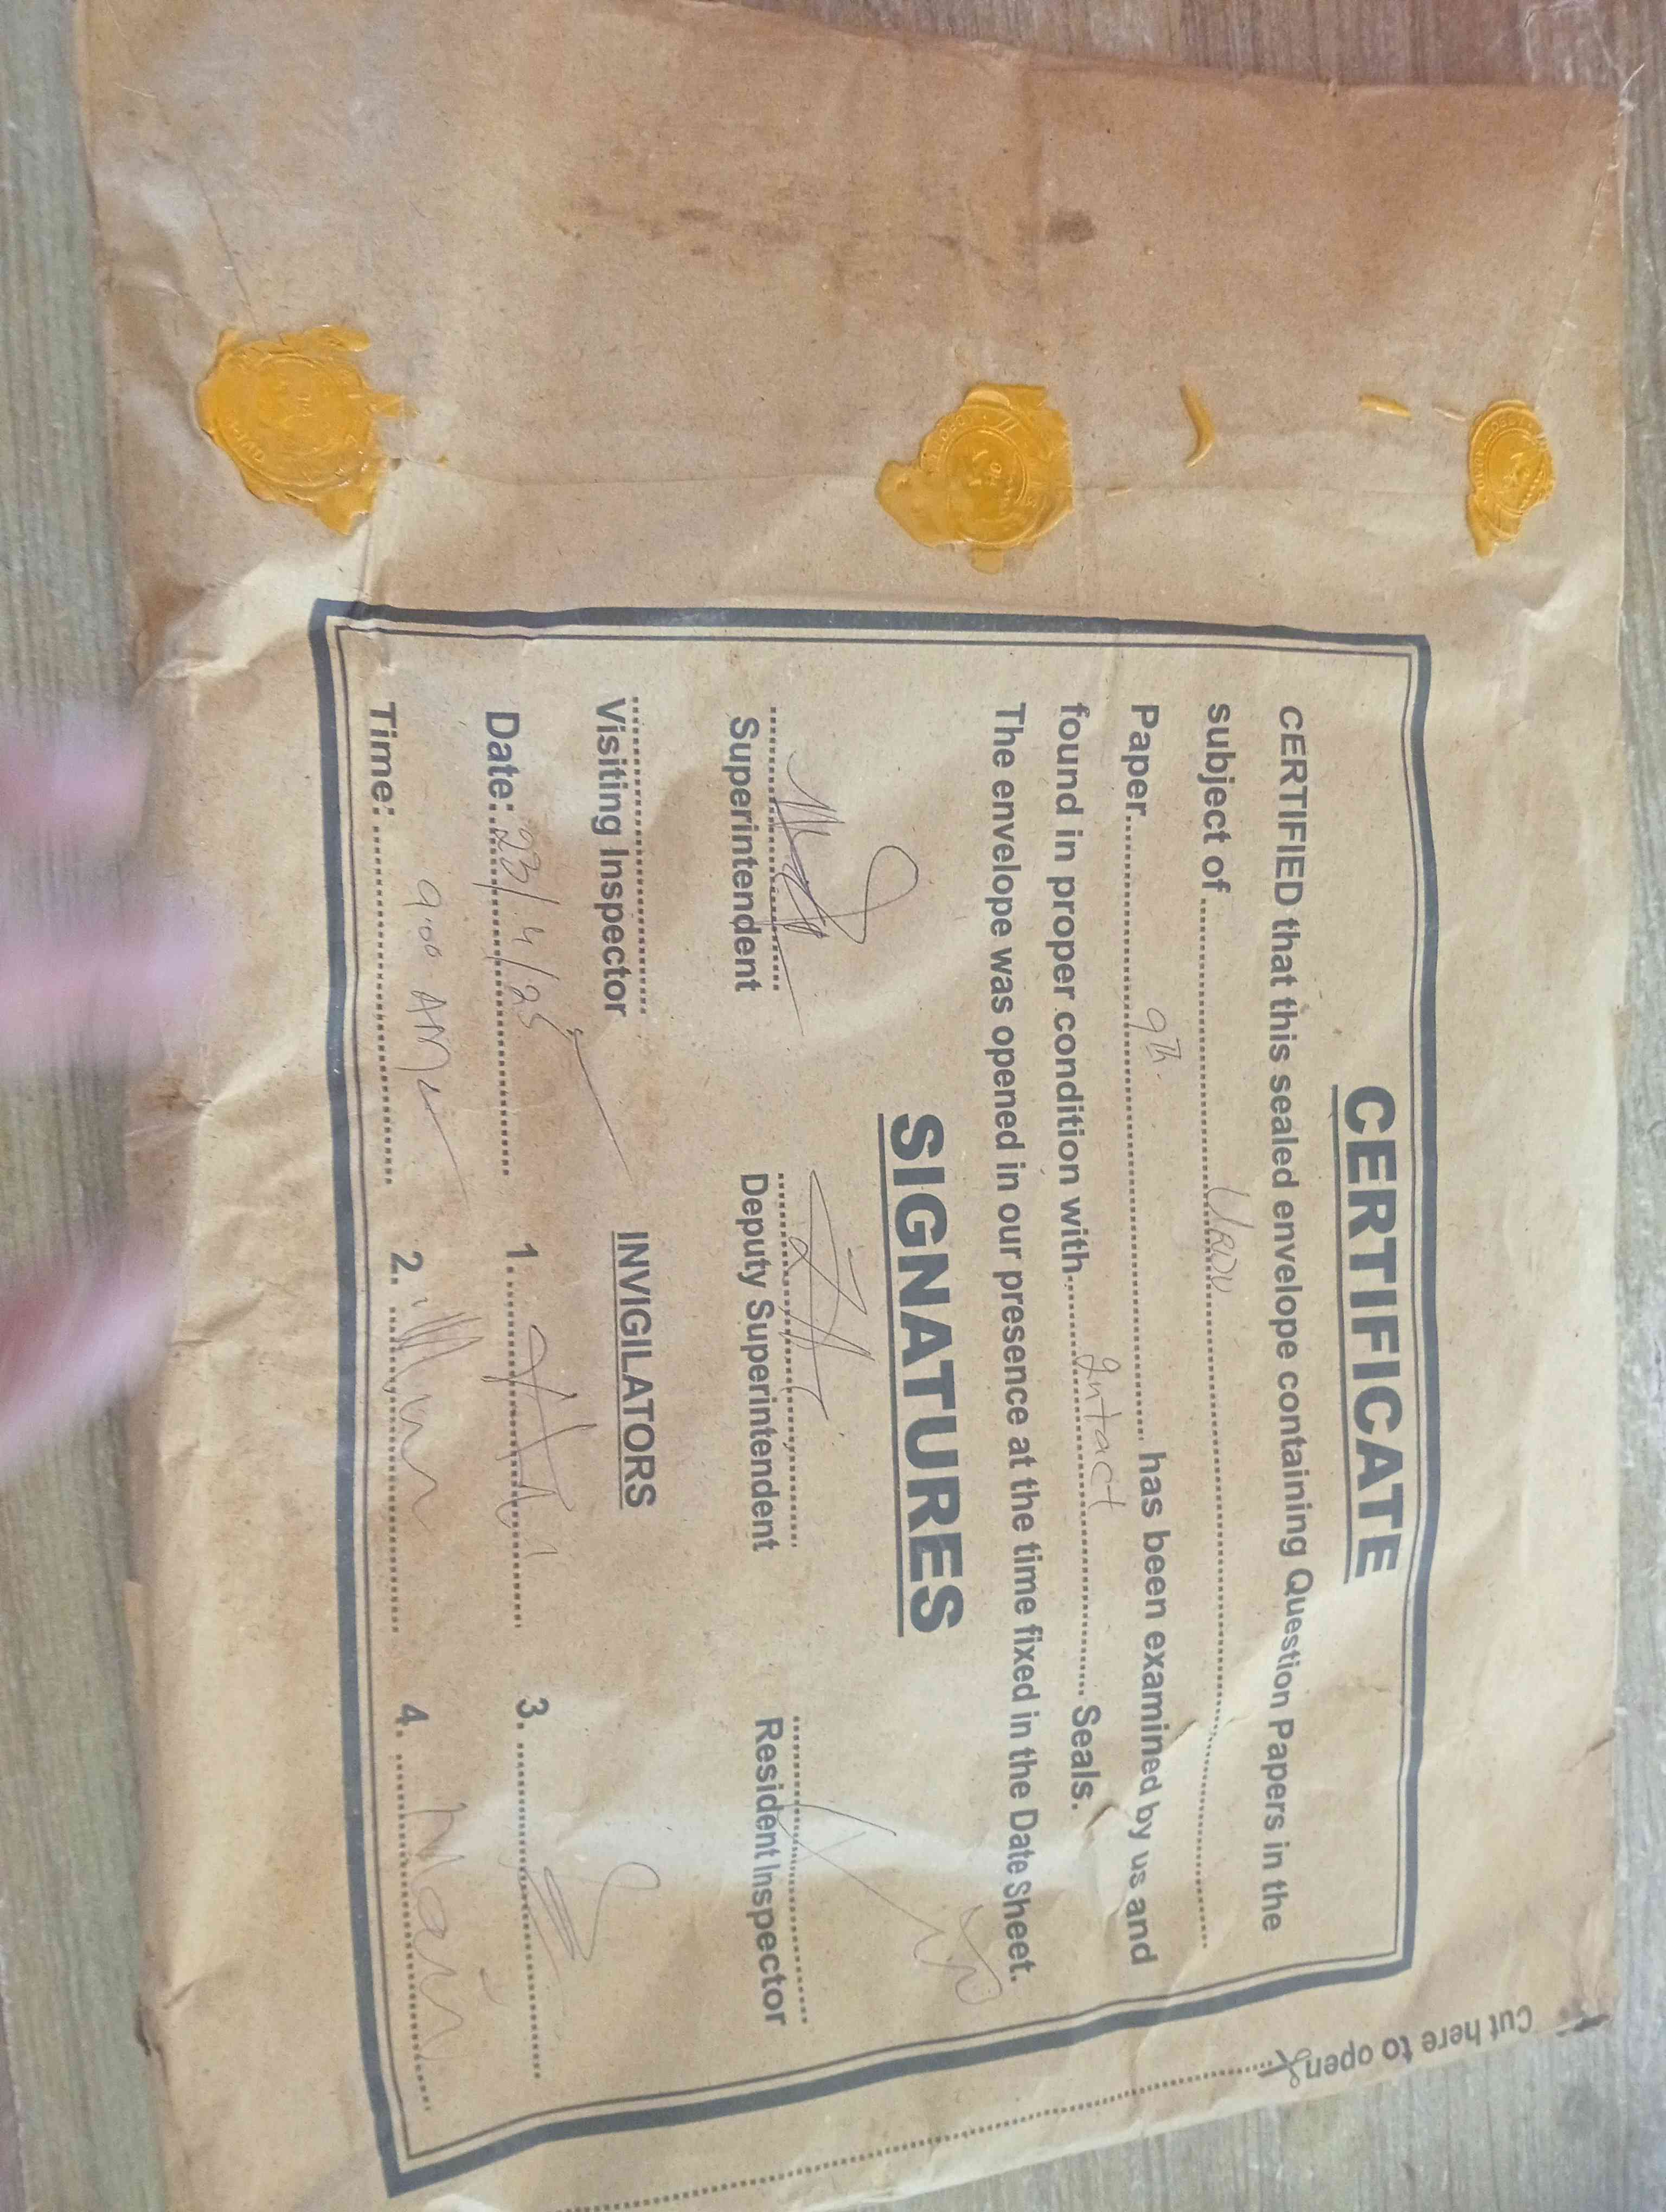 Cut here to open
CERTIFICATE
CERTIFIED that this sealed envelope containing Question Papers in the
subject of ................ Urdu ................
Paper................ 9th ................ has been examined by us and
found in proper condition with................ Intact ................ Seals.
The envelope was opened in our presence at the time fixed in the Date Sheet.
SIGNATURES
Superintendent Deputy Superintendent Resident Inspector
Visiting Inspector INVIGILATORS
Date: 23/4/25 1. 3.
Time: 9:00 AM 2. 4.